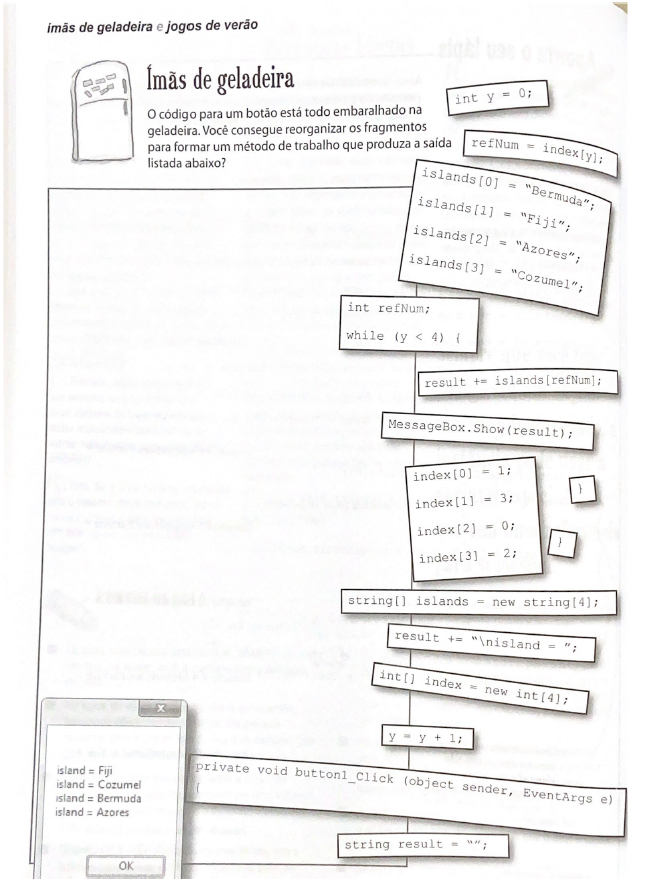 imãs de geladeira e jogos de verão
Ímãs de geladeira
O código para um botão está todo embaralhado na
geladeira. Você consegue reorganizar os fragmentos
para formar um método de trabalho que produza a saída
listada abaixo?
int y = 0;
refNum = index[y];
islands[0] = "Bermuda";
islands[1] = "Fiji";
islands[2] = "Azores";
islands[3] = "Cozumel";
int refNum;
while (y < 4) {
result += islands[refNum];
MessageBox.Show(result);
index[0] = 1;
index[1] = 3;
index[2] = 0;
index[3] = 2;
}
}
string[] islands = new string[4];
result += "\nisland = ";
int[] index = new int[4];
y = y + 1;
private void button1_Click (object sender, EventArgs e)
{
string result = "";
X
island = Fiji
island = Cozumel
island = Bermuda
island = Azores
OK